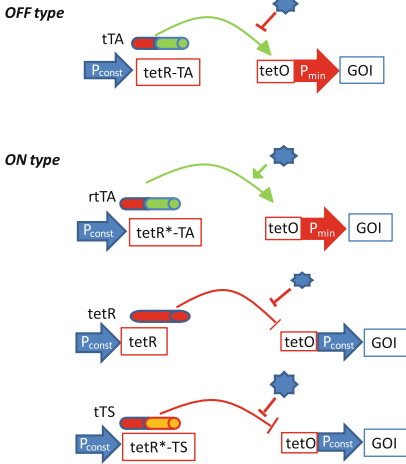 OFF type
tTA
Pconst tetR-TA tetO Pmin GOI
ON type
rtTA
Pconst tetR*-TA tetO Pmin GOI
tetR
Pconst tetR tetO Pconst GOI
tTS
Pconst tetR*-TS tetO Pconst GOI